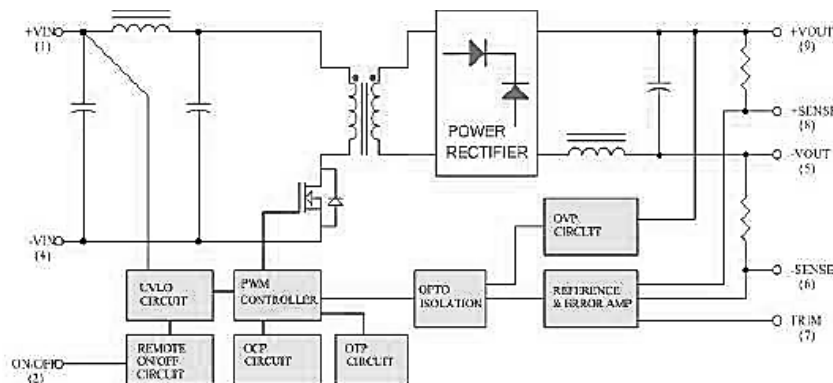 +VIN
(1)
+VOUT
(9)
+SENSE
(8)
-VOUT
(5)
POWER
RECTIFIER
-VIN
(4)
OVP
CIRCUIT
UVLO
CIRCUIT
PWM
CONTROLLER
OPTO
ISOLATION
REFERENCE
& ERROR AMP
-SENSE
(6)
TRIM
(7)
ON/OFF
(2)
REMOTE
ON/OFF
CIRCUIT
OCP
CIRCUIT
OTP CIRCUIT